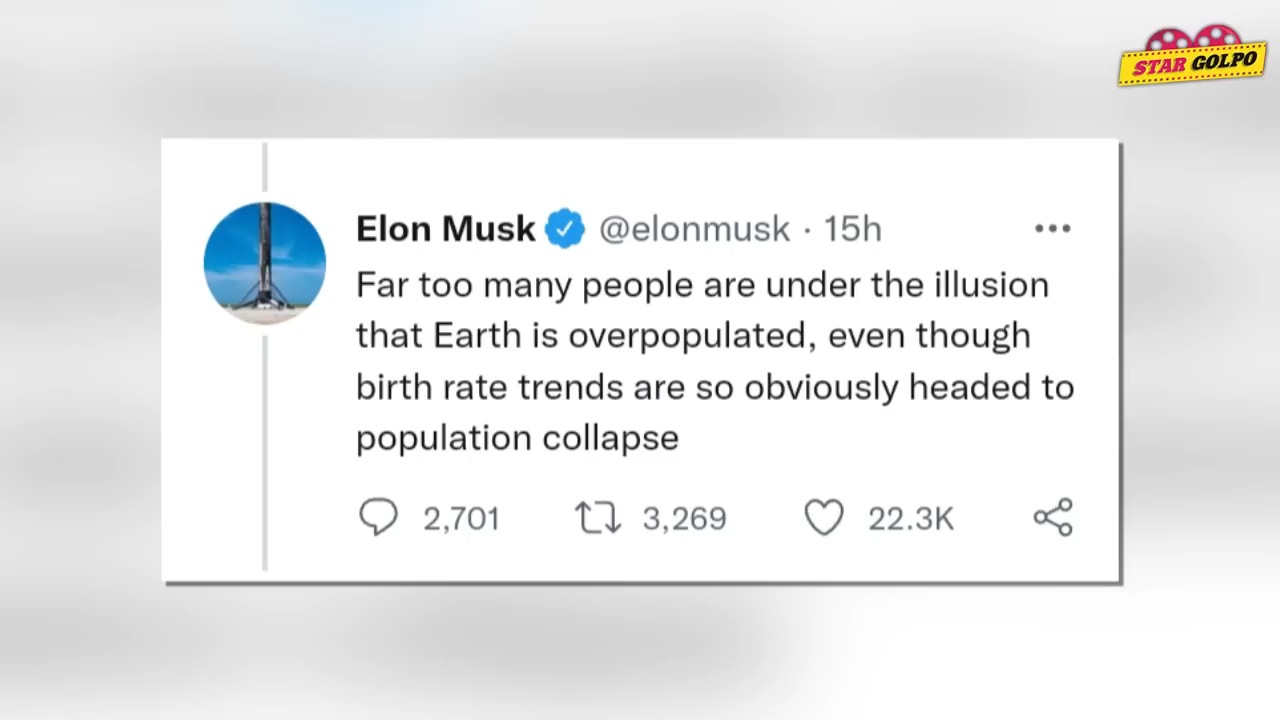 STAR GOLPO
Elon Musk @elonmusk · 15h
Far too many people are under the illusion
that Earth is overpopulated, even though
birth rate trends are so obviously headed to
population collapse
2,701 3,269 22.3K